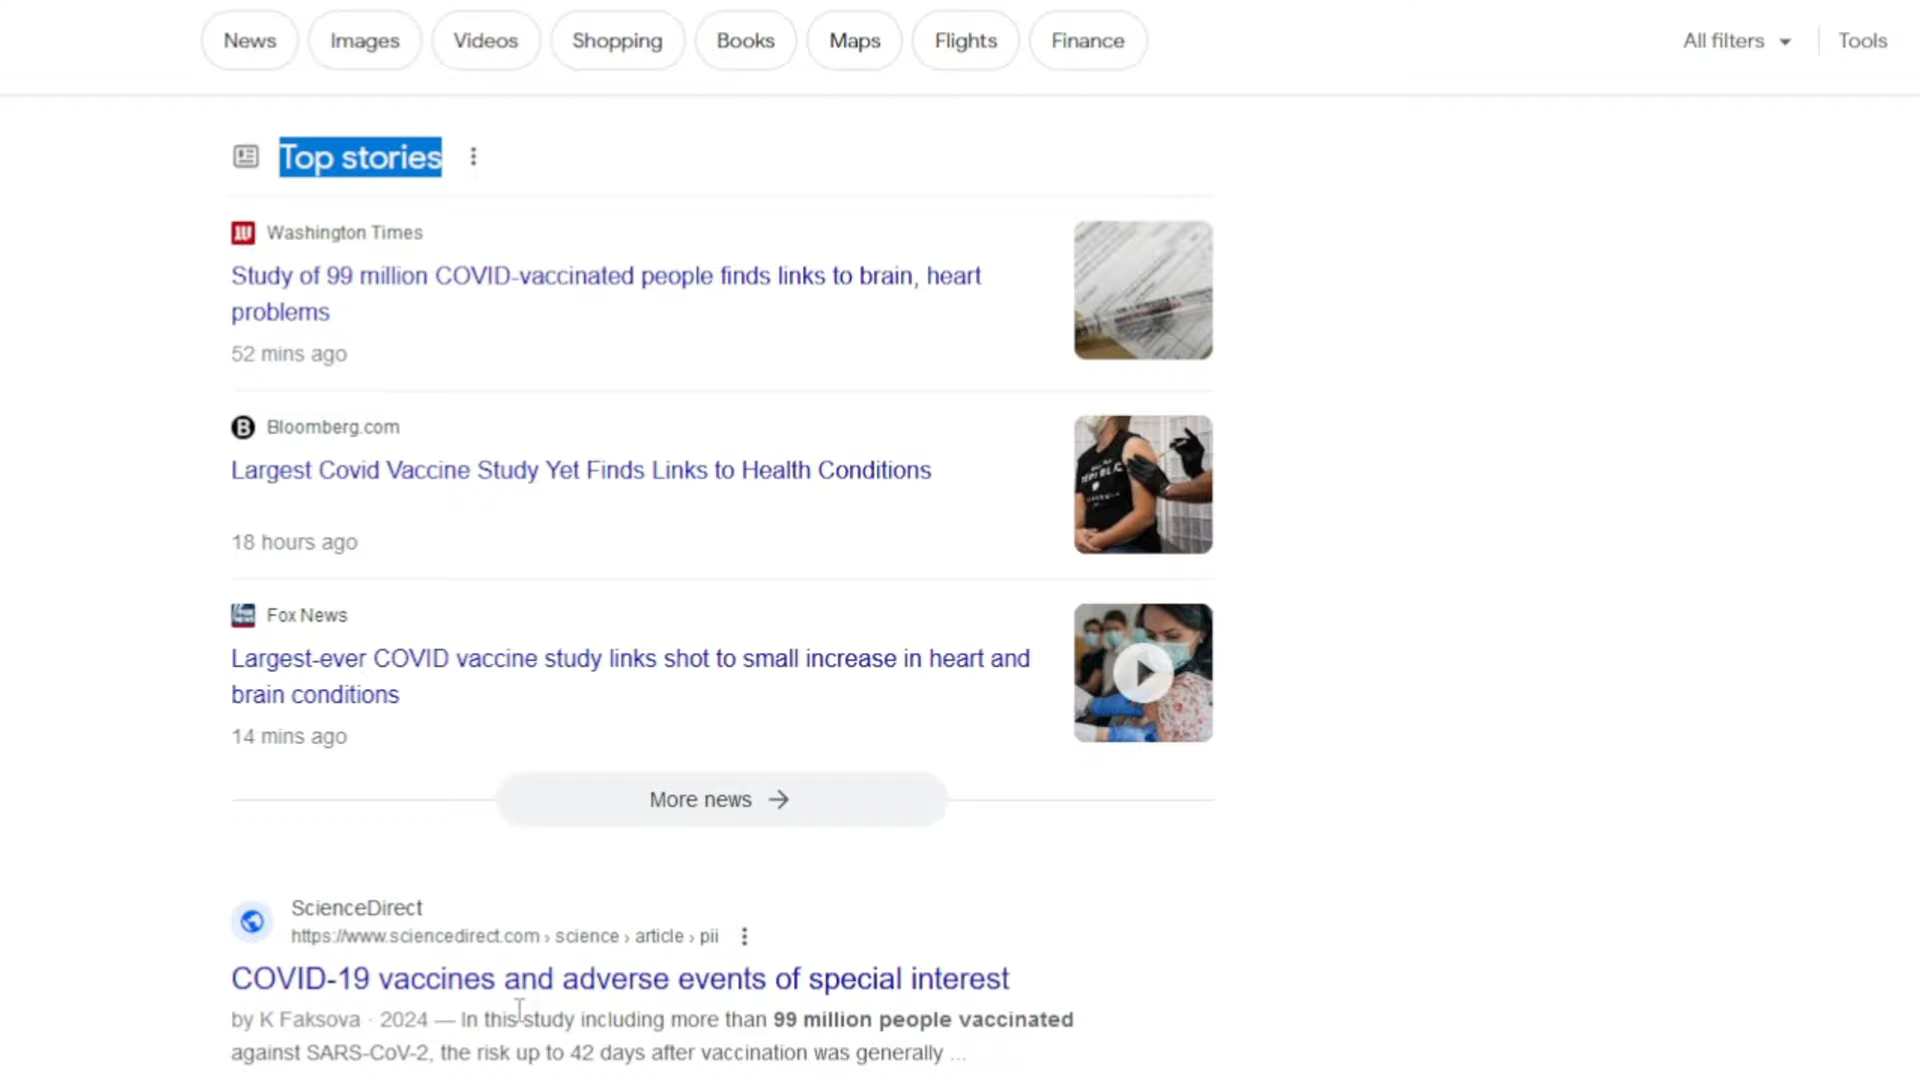 News Images Videos Shopping Books Maps Flights Finance All filters Tools
Top stories
Washington Times
Study of 99 million COVID-vaccinated people finds links to brain, heart
problems
52 mins ago
Bloomberg.com
Largest Covid Vaccine Study Yet Finds Links to Health Conditions
18 hours ago
Fox News
Largest-ever COVID vaccine study links shot to small increase in heart and
brain conditions
14 mins ago
More news →
ScienceDirect
https://www.sciencedirect.com › science › article › pii
COVID-19 vaccines and adverse events of special interest
by K Faksova · 2024 — In this study including more than 99 million people vaccinated
against SARS-CoV-2, the risk up to 42 days after vaccination was generally ...